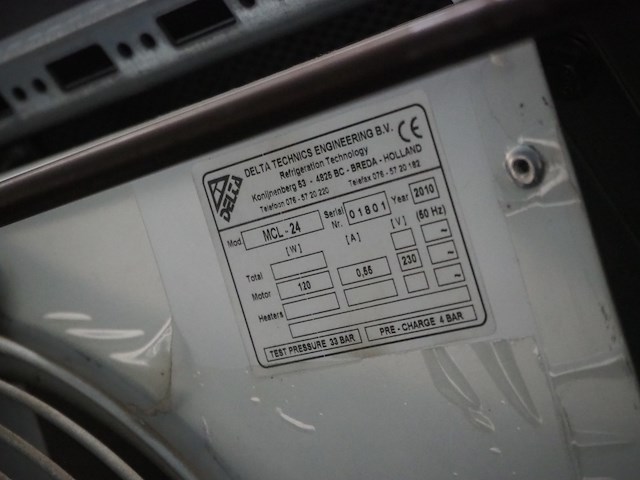 DELTA TECHNICS ENGINEERING B.V. CE
Refrigeration Technology
Konijnenberg 53 - 4825 BC - BREDA - HOLLAND
Telefoon 076 - 57 20 220 Telefax 076 - 57 20 182
DELTA
Mod. MCL - 24 Serial Nr. 01801 Year 2010
[W] [A] [V] (50 Hz)
Total ~
Motor 120 0,55 230 ~
Heaters ~
TEST PRESSURE 33 BAR PRE - CHARGE 4 BAR